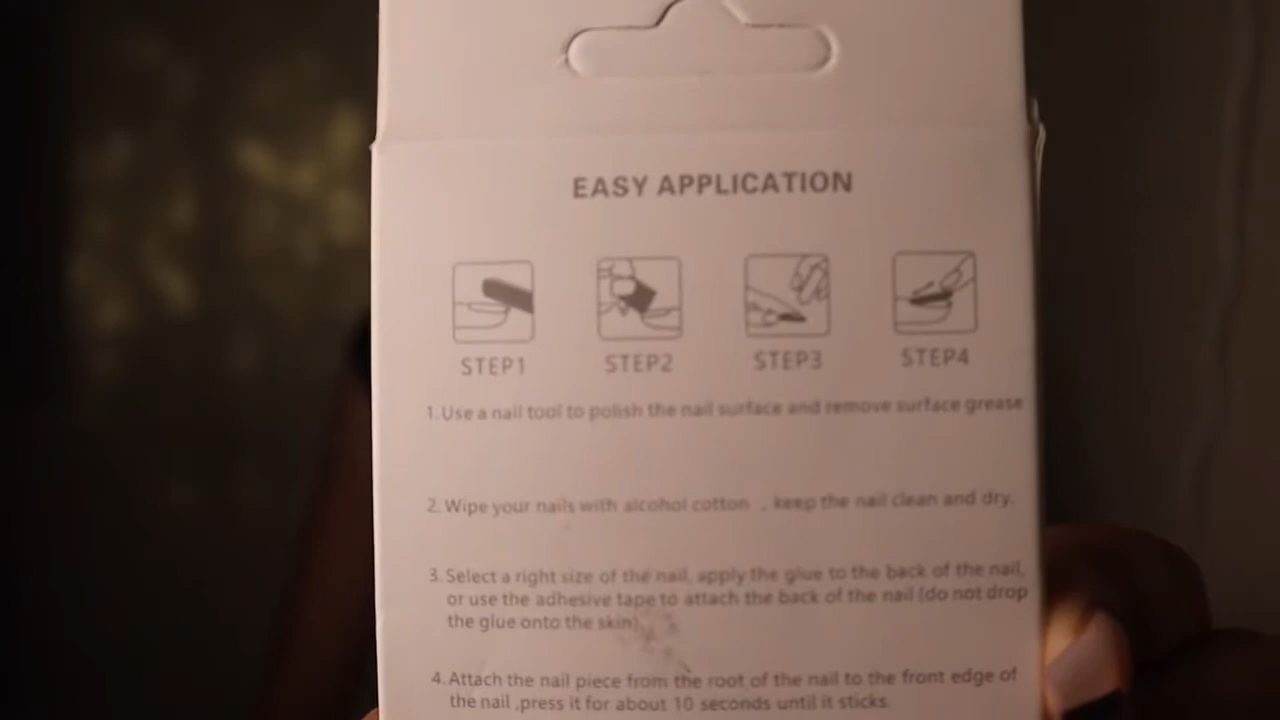 EASY APPLICATION
STEP1 STEP2 STEP3 STEP4
1.Use a nail tool to polish the nail surface and remove surface grease
2. Wipe your nails with alcohol cotton , keep the nail clean and dry.
3. Select a right size of the nail, apply the glue to the back of the nail,
or use the adhesive tape to attach the back of the nail (do not drop
the glue onto the skin)
4. Attach the nail piece from the root of the nail to the front edge of
the nail ,press it for about 10 seconds until it sticks.